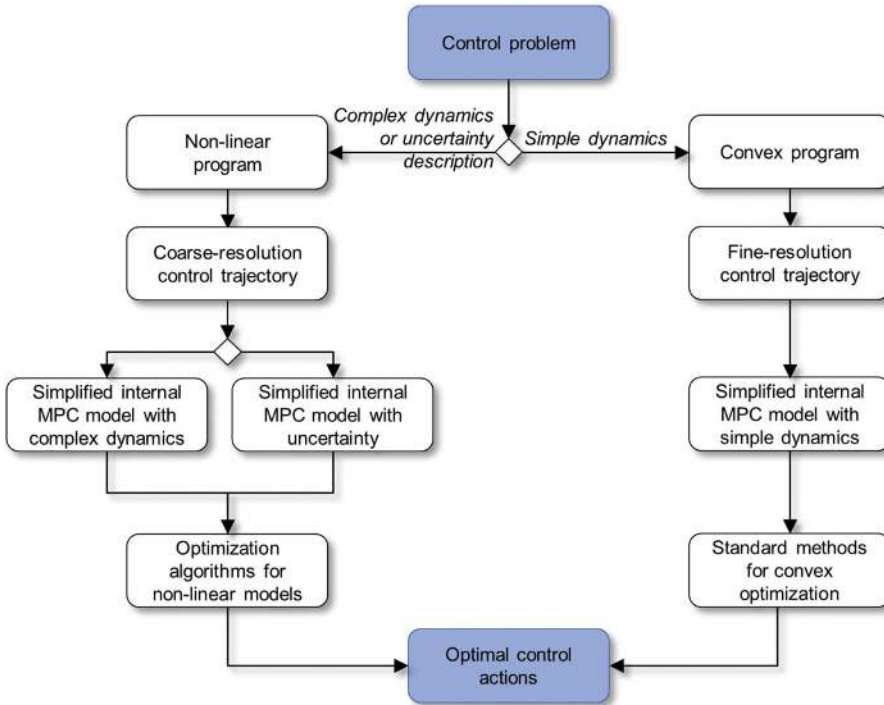 Control problem
Complex dynamics
or uncertainty
description
Simple dynamics
Non-linear
program
Convex program
Coarse-resolution
control trajectory
Fine-resolution
control trajectory
Simplified internal
MPC model with
complex dynamics
Simplified internal
MPC model with
uncertainty
Simplified internal
MPC model with
simple dynamics
Optimization
algorithms for
non-linear models
Standard methods
for convex
optimization
Optimal control
actions